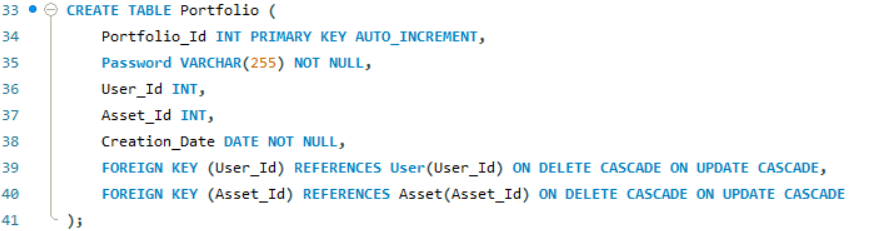 33 CREATE TABLE Portfolio (
34 Portfolio_Id INT PRIMARY KEY AUTO_INCREMENT,
35 Password VARCHAR(255) NOT NULL,
36 User_Id INT,
37 Asset_Id INT,
38 Creation_Date DATE NOT NULL,
39 FOREIGN KEY (User_Id) REFERENCES User(User_Id) ON DELETE CASCADE ON UPDATE CASCADE,
40 FOREIGN KEY (Asset_Id) REFERENCES Asset(Asset_Id) ON DELETE CASCADE ON UPDATE CASCADE
41 );